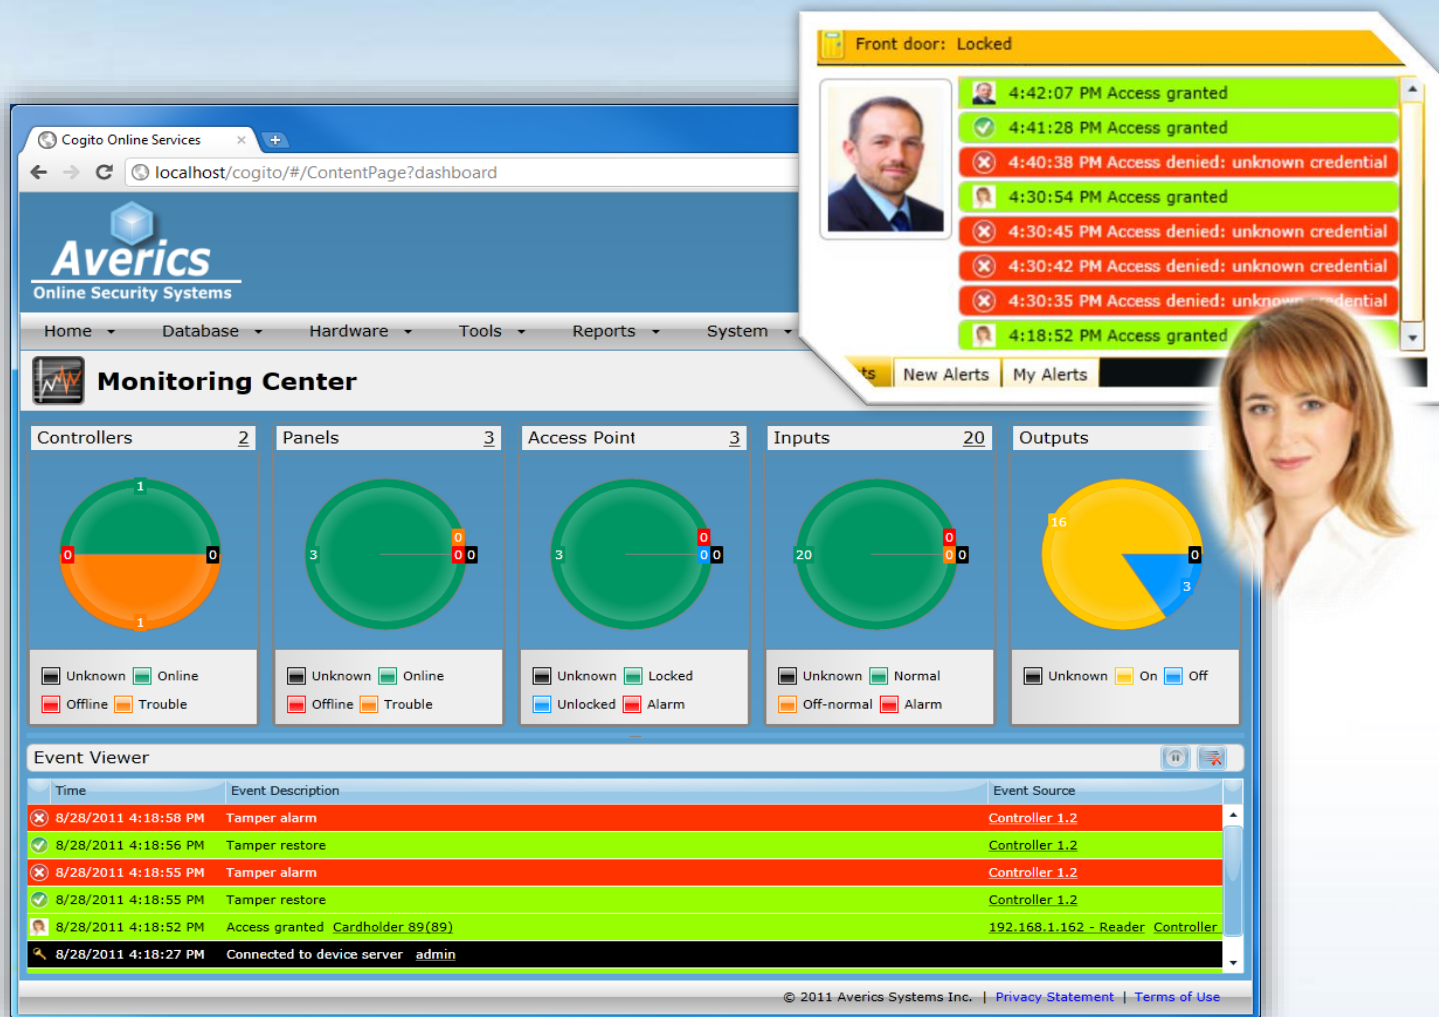 Front door: Locked
4:42:07 PM Access granted
4:41:28 PM Access granted
4:40:38 PM Access denied: unknown credential
4:30:54 PM Access granted
4:30:45 PM Access denied: unknown credential
4:30:42 PM Access denied: unknown credential
4:30:35 PM Access denied: unknown credential
4:18:52 PM Access granted
New Alerts My Alerts
Cogito Online Services
localhost/cogito/#/ContentPage?dashboard
Averics
Online Security Systems
Home Database Hardware Tools Reports System
Monitoring Center
Controllers 2 Panels 3 Access Point 3 Inputs 20 Outputs
1 0 0 1
3 0 0 0
3 0 0 0
20 0 0 0
16 0 3
Unknown Online
Offline Trouble
Unknown Online
Offline Trouble
Unknown Locked
Unlocked Alarm
Unknown Normal
Off-normal Alarm
Unknown On Off
Event Viewer
Time Event Description Event Source
8/28/2011 4:18:58 PM Tamper alarm Controller 1.2
8/28/2011 4:18:56 PM Tamper restore Controller 1.2
8/28/2011 4:18:55 PM Tamper alarm Controller 1.2
8/28/2011 4:18:55 PM Tamper restore Controller 1.2
8/28/2011 4:18:52 PM Access granted Cardholder 89(89) 192.168.1.162 - Reader Controller
8/28/2011 4:18:27 PM Connected to device server admin
© 2011 Averics Systems Inc. | Privacy Statement | Terms of Use